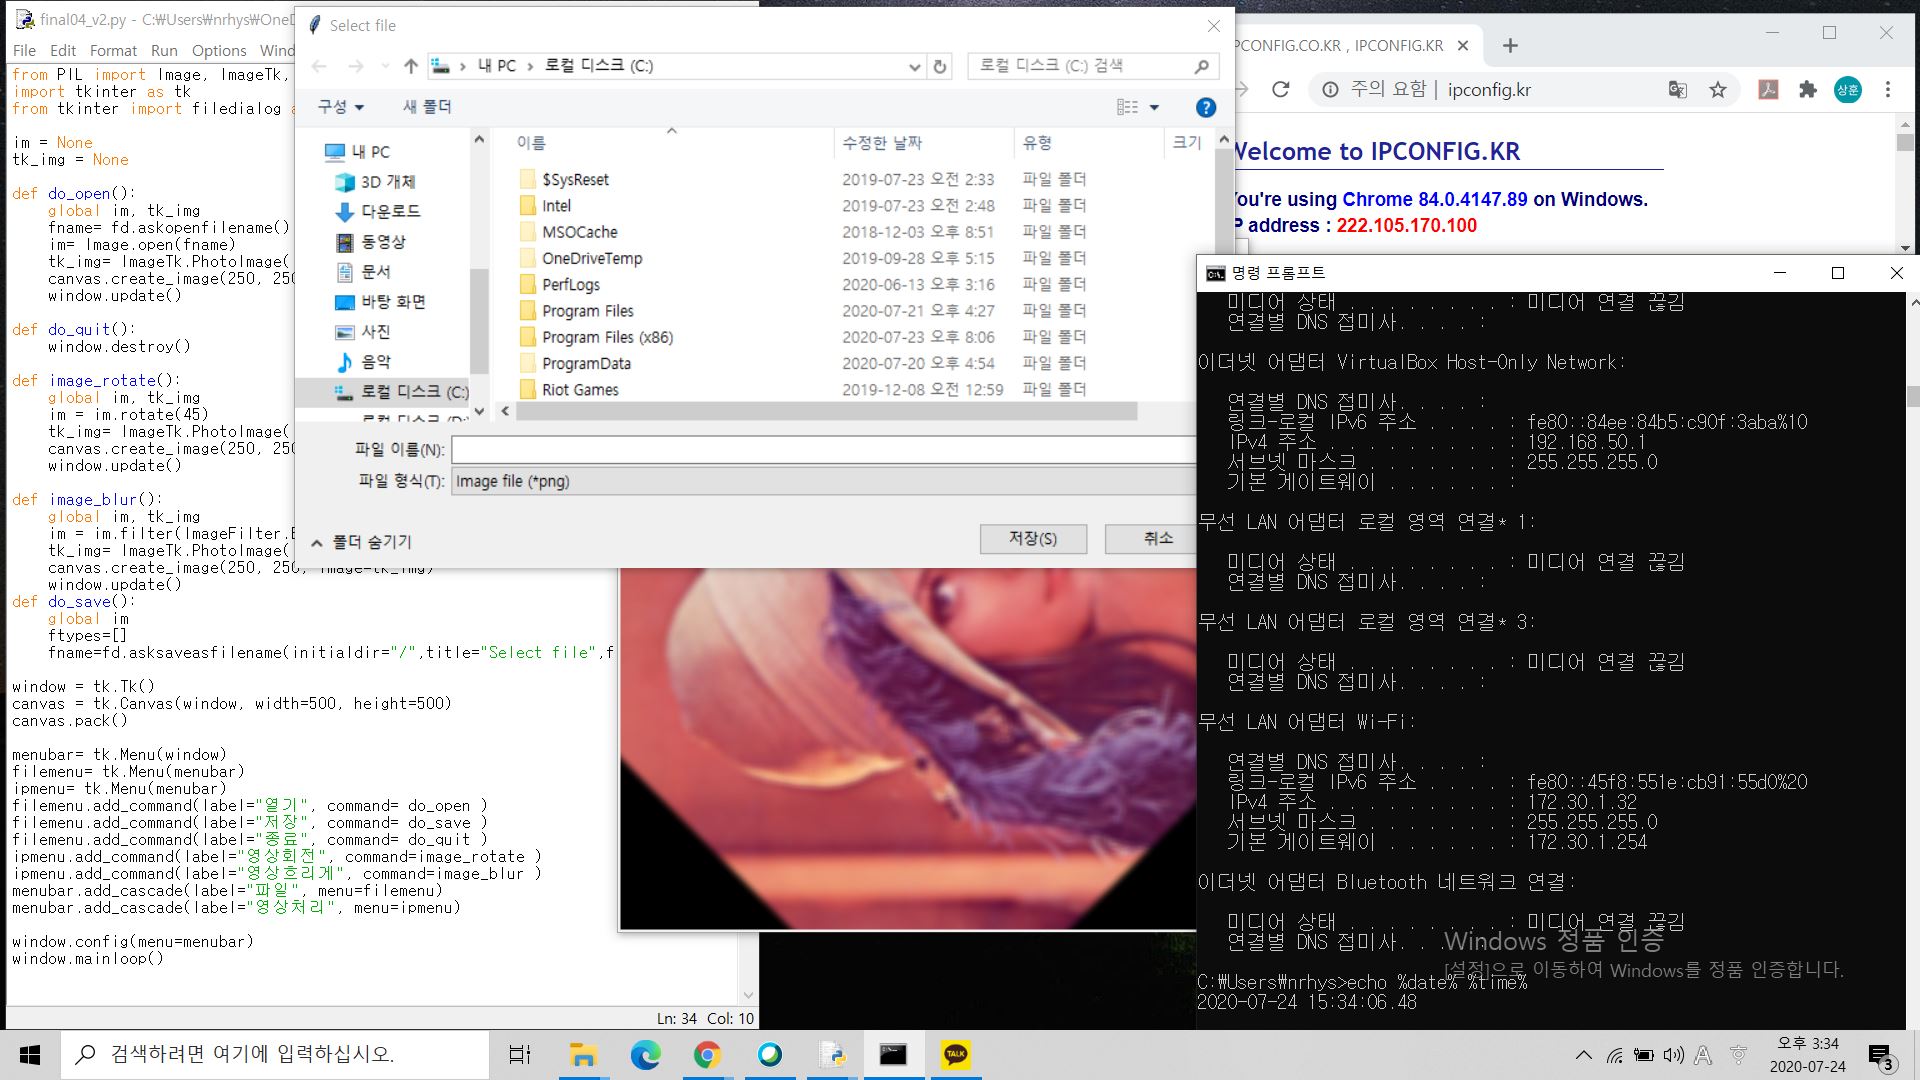 final04_v2.py - C:\Users\nrhys\OneD
File Edit Format Run Options Wind
from PIL import Image, ImageTk,
import tkinter as tk
from tkinter import filedialog a
im = None
tk_img = None
def do_open():
    global im, tk_img
    fname= fd.askopenfilename()
    im= Image.open(fname)
    tk_img= ImageTk.PhotoImage(
    canvas.create_image(250, 250
    window.update()
def do_quit():
    window.destroy()
def image_rotate():
    global im, tk_img
    im = im.rotate(45)
    tk_img= ImageTk.PhotoImage(
    canvas.create_image(250, 250
    window.update()
def image_blur():
    global im, tk_img
    im = im.filter(ImageFilter.B
    tk_img= ImageTk.PhotoImage(
    canvas.create_image(250, 250, image=tk_img)
    window.update()
def do_save():
    global im
    ftypes=[]
    fname=fd.asksaveasfilename(initialdir="/",title="Select file",f
window = tk.Tk()
canvas = tk.Canvas(window, width=500, height=500)
canvas.pack()
menubar= tk.Menu(window)
filemenu= tk.Menu(menubar)
ipmenu= tk.Menu(menubar)
filemenu.add_command(label="열기", command= do_open )
filemenu.add_command(label="저장", command= do_save )
filemenu.add_command(label="종료", command= do_quit )
ipmenu.add_command(label="영상회전", command=image_rotate )
ipmenu.add_command(label="영상흐리게", command=image_blur )
menubar.add_cascade(label="파일", menu=filemenu)
menubar.add_cascade(label="영상처리", menu=ipmenu)
window.config(menu=menubar)
window.mainloop()
Ln: 34 Col: 10
Select file
내 PC > 로컬 디스크 (C:)
로컬 디스크 (C:) 검색
구성 새 폴더
내 PC
3D 개체
다운로드
동영상
문서
바탕 화면
사진
음악
로컬 디스크 (C:)
로컬 디스크 (D:)
이름 수정한 날짜 유형 크기
$SysReset 2019-07-23 오전 2:33 파일 폴더
Intel 2019-07-23 오전 2:48 파일 폴더
MSOCache 2018-12-03 오후 8:51 파일 폴더
OneDriveTemp 2019-09-28 오후 5:15 파일 폴더
PerfLogs 2020-06-13 오후 3:16 파일 폴더
Program Files 2020-07-21 오후 4:27 파일 폴더
Program Files (x86) 2020-07-23 오후 8:06 파일 폴더
ProgramData 2020-07-20 오후 4:54 파일 폴더
Riot Games 2019-12-08 오전 12:59 파일 폴더
파일 이름(N):
파일 형식(T): Image file (*png)
폴더 숨기기
저장(S) 취소
PCONFIG.CO.KR , IPCONFIG.KR
주의 요함 | ipconfig.kr
상훈
Welcome to IPCONFIG.KR
You're using Chrome 84.0.4147.89 on Windows.
IP address : 222.105.170.100
명령 프롬프트
미디어 상태 . . . . . . . . : 미디어 연결 끊김
연결별 DNS 접미사. . . . :
이더넷 어댑터 VirtualBox Host-Only Network:
연결별 DNS 접미사. . . . :
링크-로컬 IPv6 주소 . . . . : fe80::84ee:84b5:c90f:3aba%10
IPv4 주소 . . . . . . . . . : 192.168.50.1
서브넷 마스크 . . . . . . . : 255.255.255.0
기본 게이트웨이 . . . . . . :
무선 LAN 어댑터 로컬 영역 연결* 1:
미디어 상태 . . . . . . . . : 미디어 연결 끊김
연결별 DNS 접미사. . . . :
무선 LAN 어댑터 로컬 영역 연결* 3:
미디어 상태 . . . . . . . . : 미디어 연결 끊김
연결별 DNS 접미사. . . . :
무선 LAN 어댑터 Wi-Fi:
연결별 DNS 접미사. . . . :
링크-로컬 IPv6 주소 . . . . : fe80::45f8:551e:cb91:55d0%20
IPv4 주소 . . . . . . . . . : 172.30.1.32
서브넷 마스크 . . . . . . . : 255.255.255.0
기본 게이트웨이 . . . . . . : 172.30.1.254
이더넷 어댑터 Bluetooth 네트워크 연결:
미디어 상태 . . . . . . . . : 미디어 연결 끊김
연결별 DNS 접미사. . .
Windows 정품 인증
[설정]으로 이동하여 Windows를 정품 인증합니다.
C:\Users\nrhys>echo %date% %time%
2020-07-24 15:34:06.48
검색하려면 여기에 입력하십시오.
TALK
A
오후 3:34
2020-07-24
3